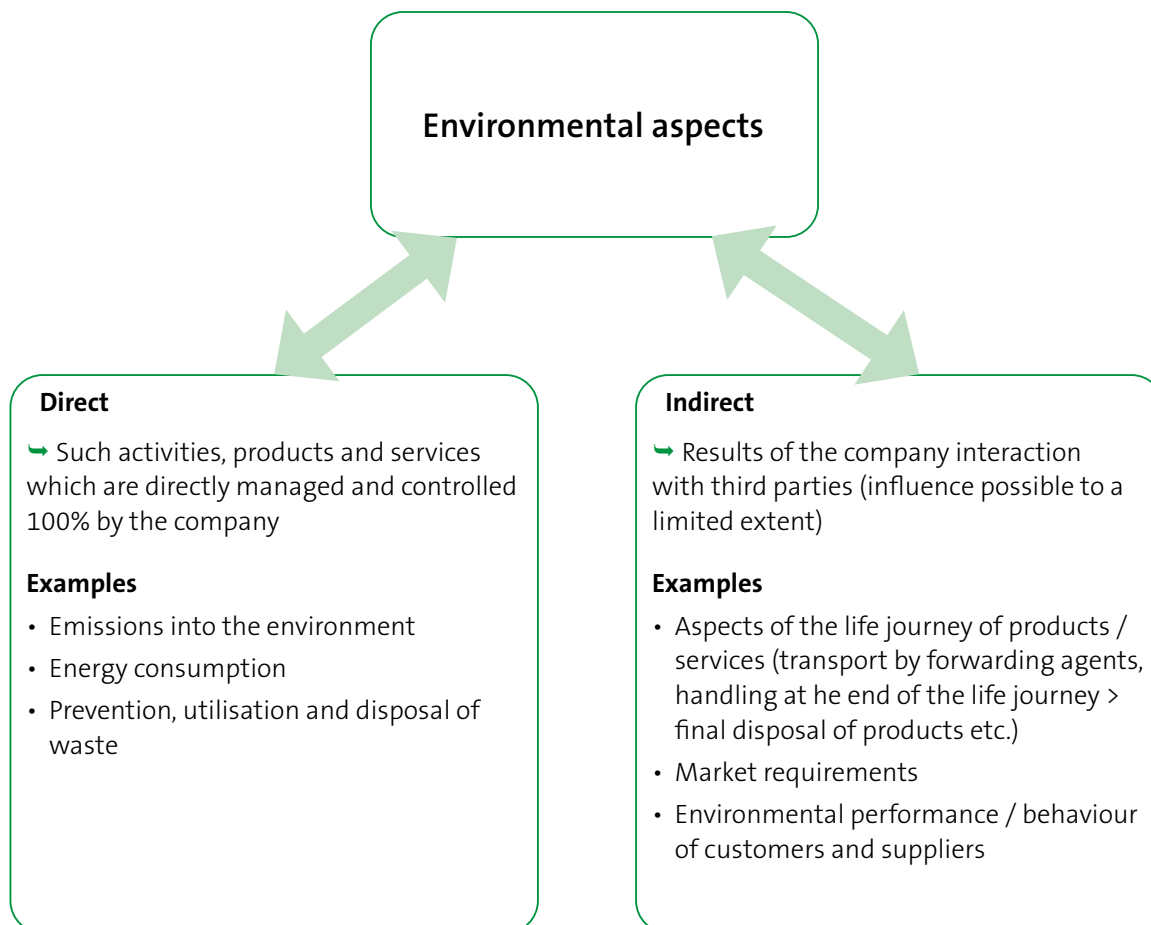 Environmental aspects
Direct
➥ Such activities, products and services
which are directly managed and controlled
100% by the company
Examples
• Emissions into the environment
• Energy consumption
• Prevention, utilisation and disposal of
waste
Indirect
➥ Results of the company interaction
with third parties (influence possible to a
limited extent)
Examples
• Aspects of the life journey of products /
services (transport by forwarding agents,
handling at he end of the life journey >
final disposal of products etc.)
• Market requirements
• Environmental performance / behaviour
of customers and suppliers